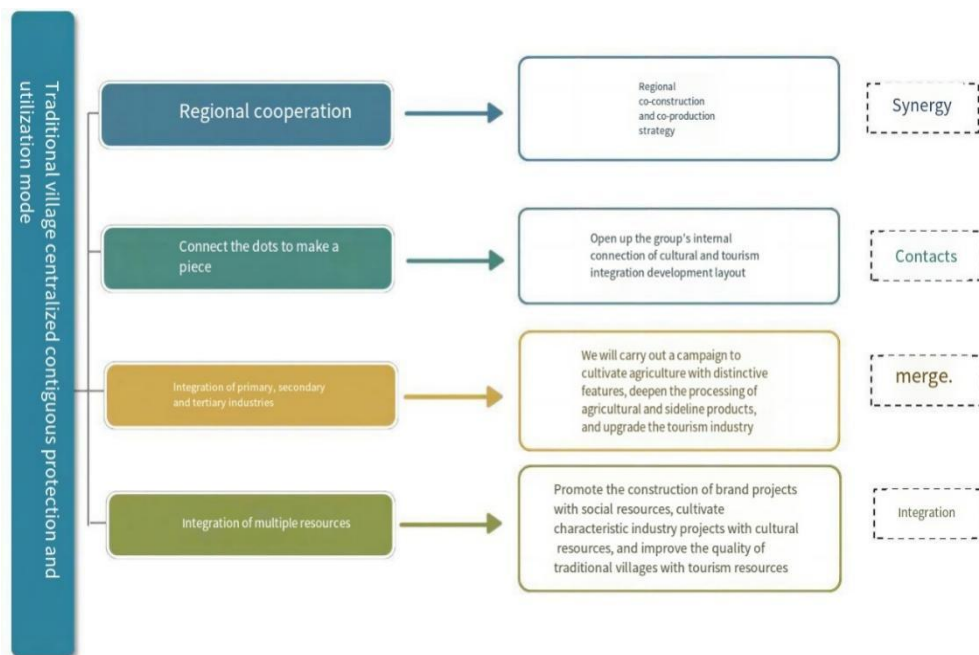 Traditional village centralized contiguous protection and
utilization mode
Regional cooperation
Regional
co-construction
and co-production
strategy
Synergy
Connect the dots to make a
piece
Open up the group's internal
connection of cultural and tourism
integration development layout
Contacts
Integration of primary, secondary
and tertiary industries
We will carry out a campaign to
cultivate agriculture with distinctive
features, deepen the processing of
agricultural and sideline products,
and upgrade the tourism industry
merge.
Integration of multiple resources
Promote the construction of brand projects
with social resources, cultivate
characteristic industry projects with cultural
resources, and improve the quality of
traditional villages with tourism resources
Integration